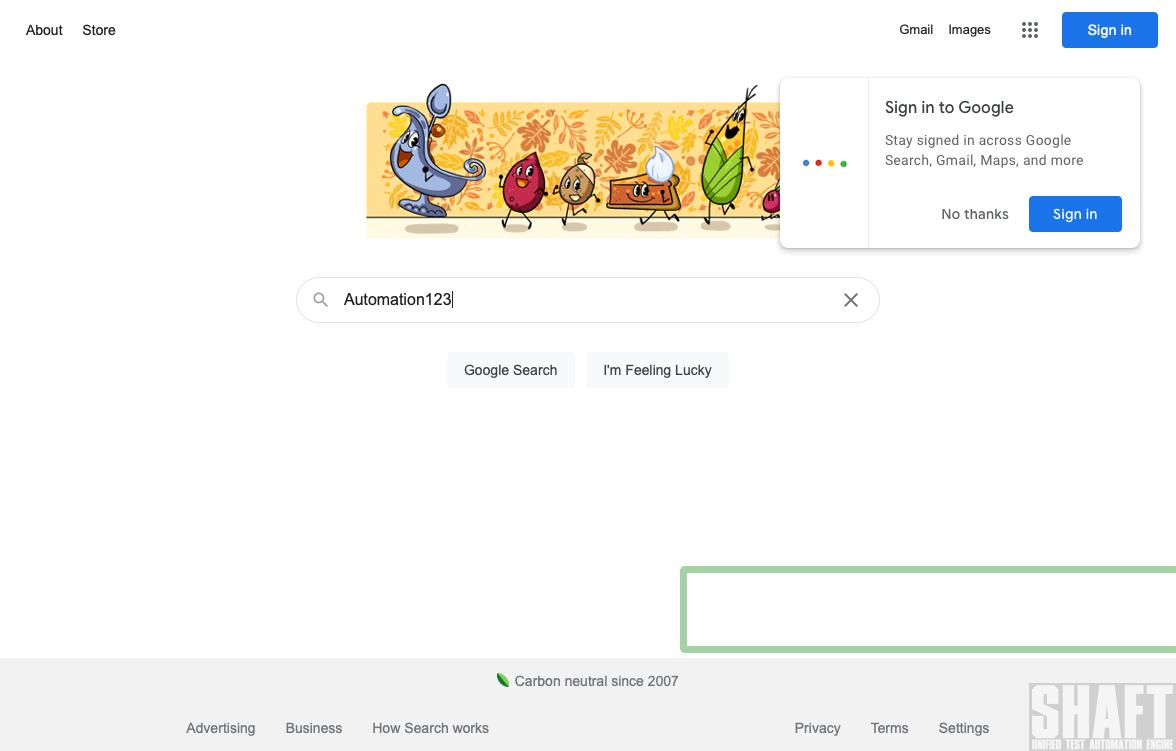 About Store
Gmail Images Sign in
Sign in to Google
Stay signed in across Google
Search, Gmail, Maps, and more
No thanks Sign in
Automation123
Google Search I'm Feeling Lucky
Carbon neutral since 2007
Advertising Business How Search works
Privacy Terms Settings
SHAFT
UNIFIED TEST AUTOMATION ENGINE